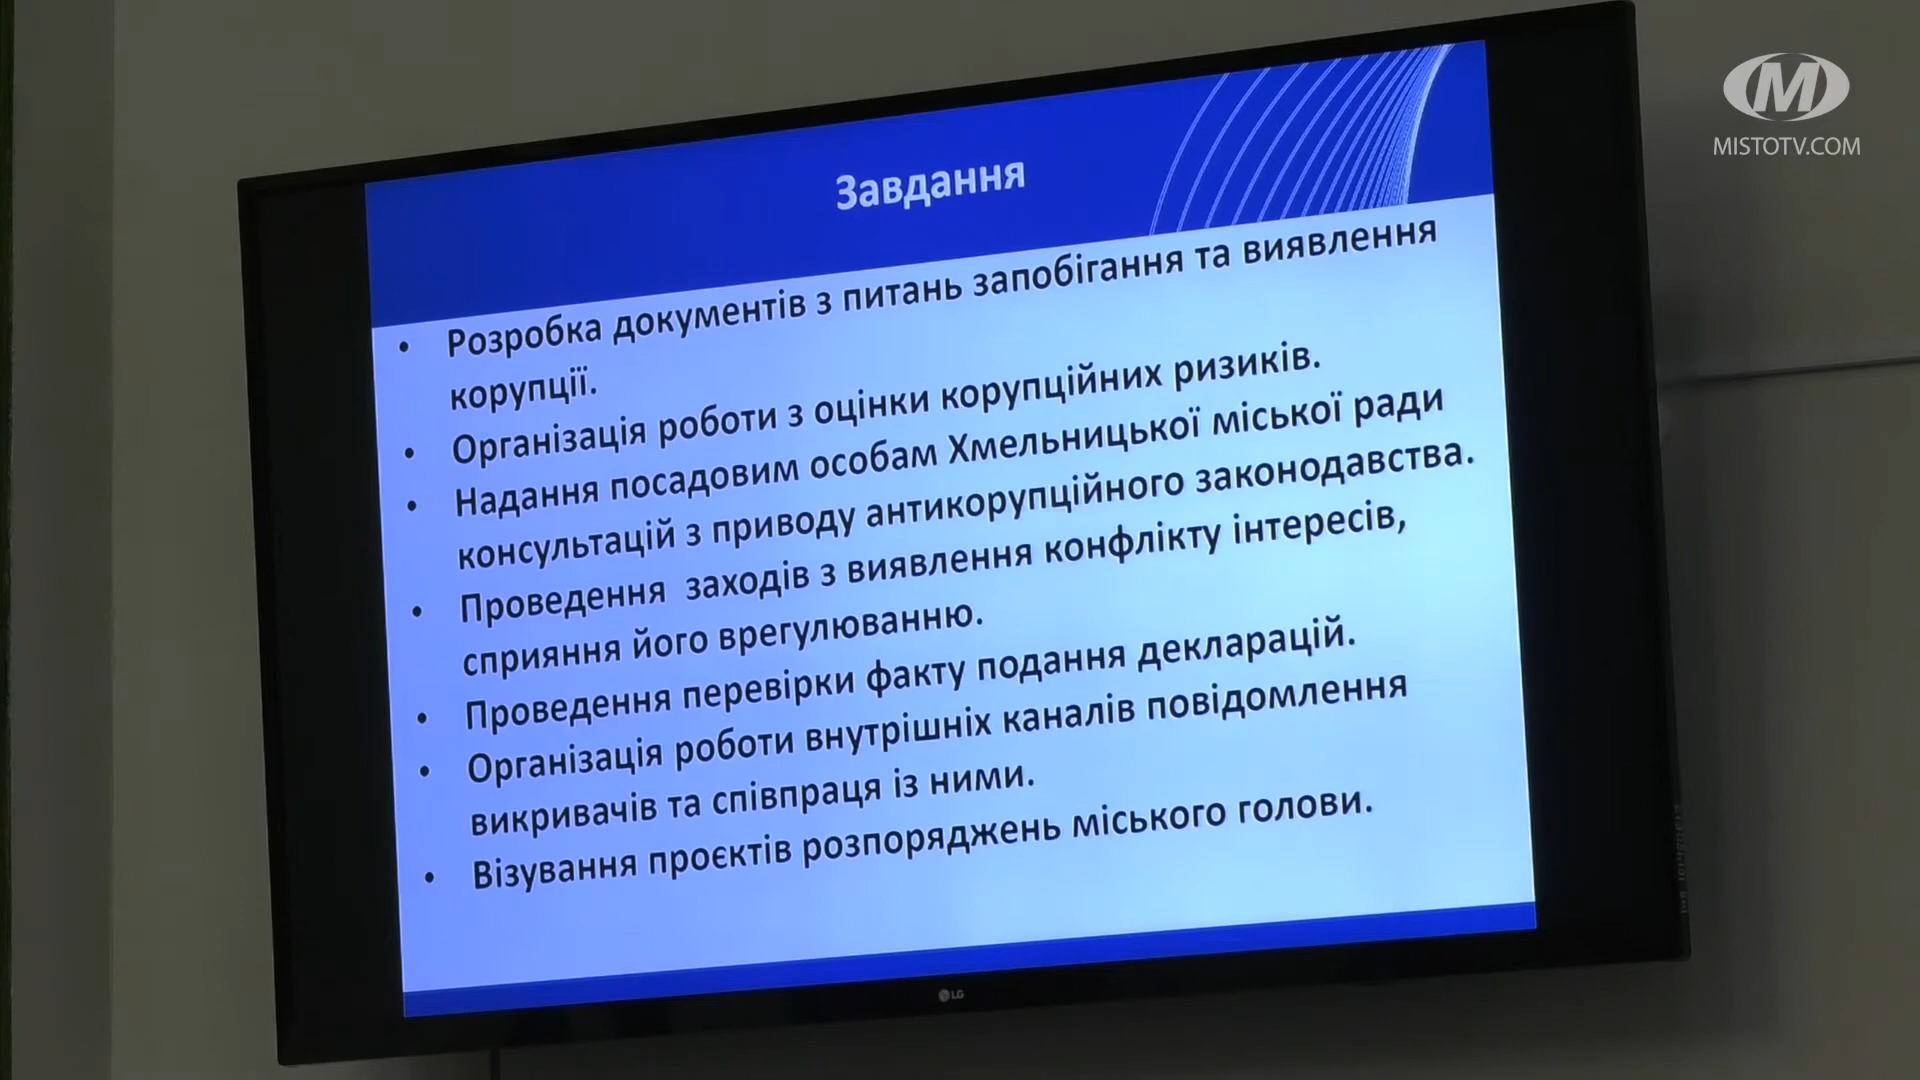 MISTOTV.COM
Завдання
• Розробка документів з питань запобігання та виявлення
корупції.
• Організація роботи з оцінки корупційних ризиків.
• Надання посадовим особам Хмельницької міської ради
консультацій з приводу антикорупційного законодавства.
• Проведення заходів з виявлення конфлікту інтересів,
сприяння його врегулюванню.
• Проведення перевірки факту подання декларацій.
• Організація роботи внутрішніх каналів повідомлення
викривачів та співпраця із ними.
• Візування проєктів розпоряджень міського голови.
LG